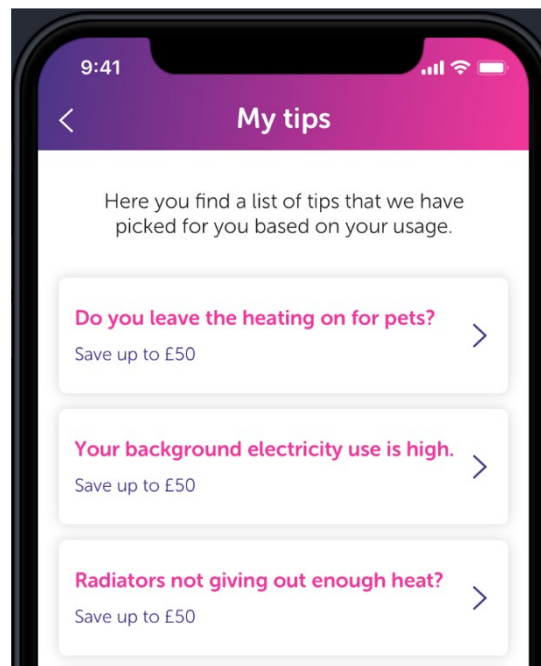 9:41
My tips
Here you find a list of tips that we have
picked for you based on your usage.
Do you leave the heating on for pets?
Save up to £50
Your background electricity use is high.
Save up to £50
Radiators not giving out enough heat?
Save up to £50